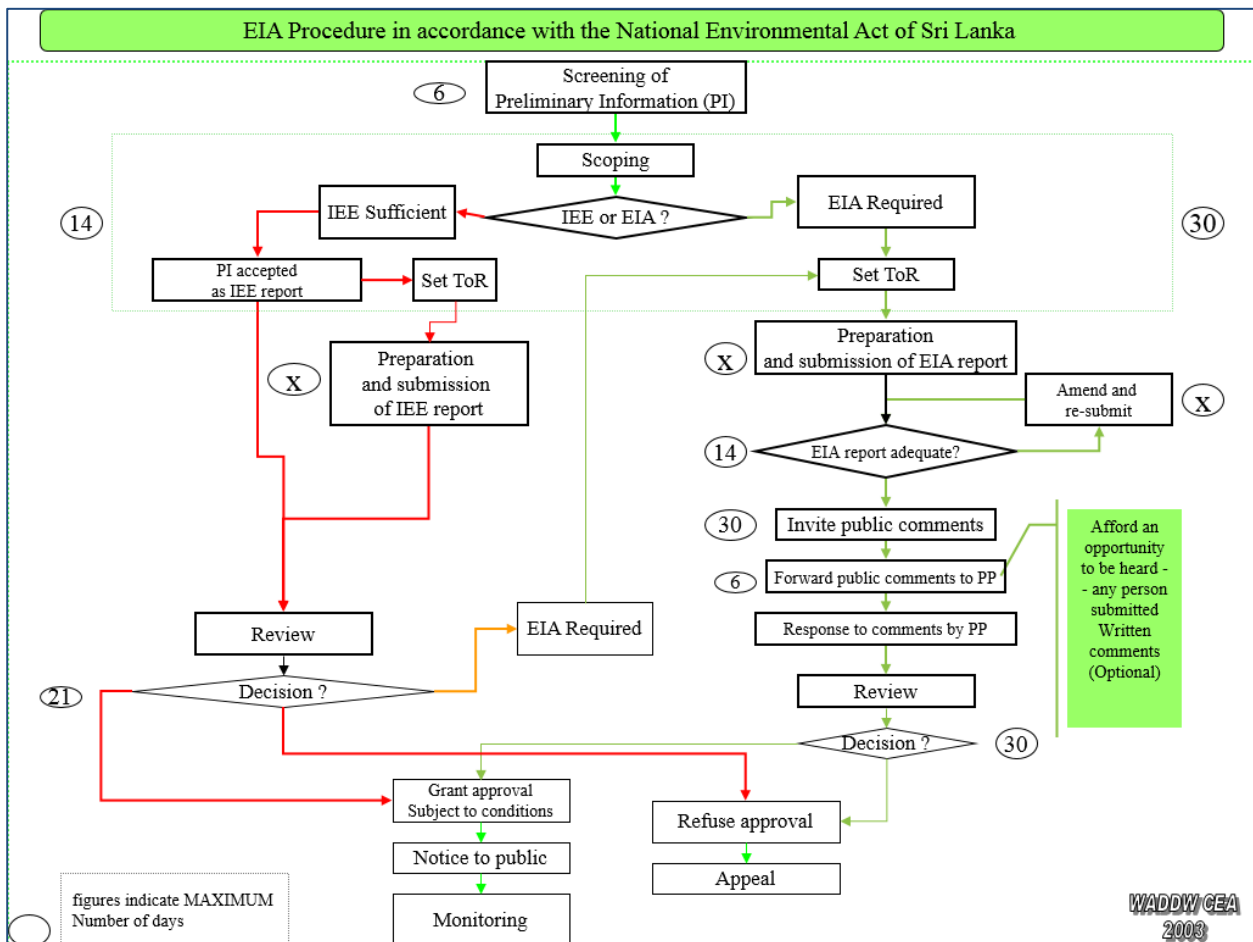 EIA Procedure in accordance with the National Environmental Act of Sri Lanka
6
Screening of
Preliminary Information (PI)
Scoping
IEE or EIA ?
IEE Sufficient
EIA Required
14
30
PI accepted
as IEE report
Set ToR
Set ToR
X
Preparation
and submission
of IEE report
X
Preparation
and submission of EIA report
Amend and
re-submit
X
14
EIA report adequate?
30
Invite public comments
6
Forward public comments to PP
Response to comments by PP
Afford an
opportunity
to be heard -
- any person
submitted
Written
comments
(Optional)
Review
EIA Required
Review
21
Decision ?
Decision ?
30
Grant approval
Subject to conditions
Refuse approval
Notice to public
Appeal
Monitoring
figures indicate MAXIMUM
Number of days
WADDW CEA
2003